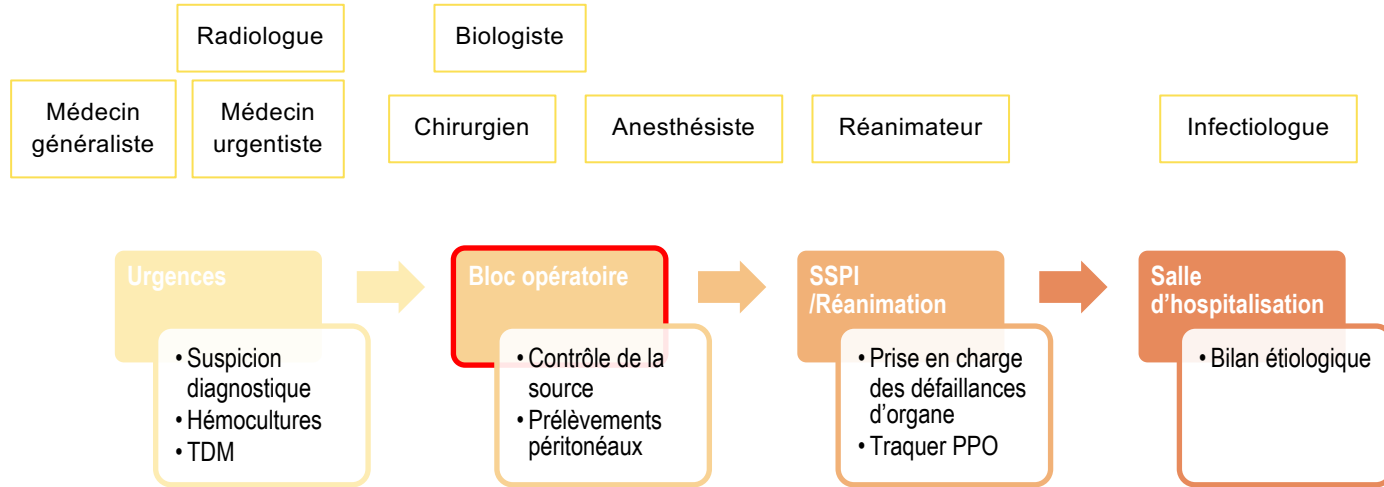 Radiologue
Biologiste
Médecin
généraliste
Médecin
urgentiste
Chirurgien
Anesthésiste
Réanimateur
Infectiologue
Urgences
• Suspicion
diagnostique
• Hémocultures
• TDM
Bloc opératoire
• Contrôle de la
source
• Prélèvements
péritonéaux
SSPI
/Réanimation
• Prise en charge
des défaillances
d’organe
• Traquer PPO
Salle
d’hospitalisation
• Bilan étiologique